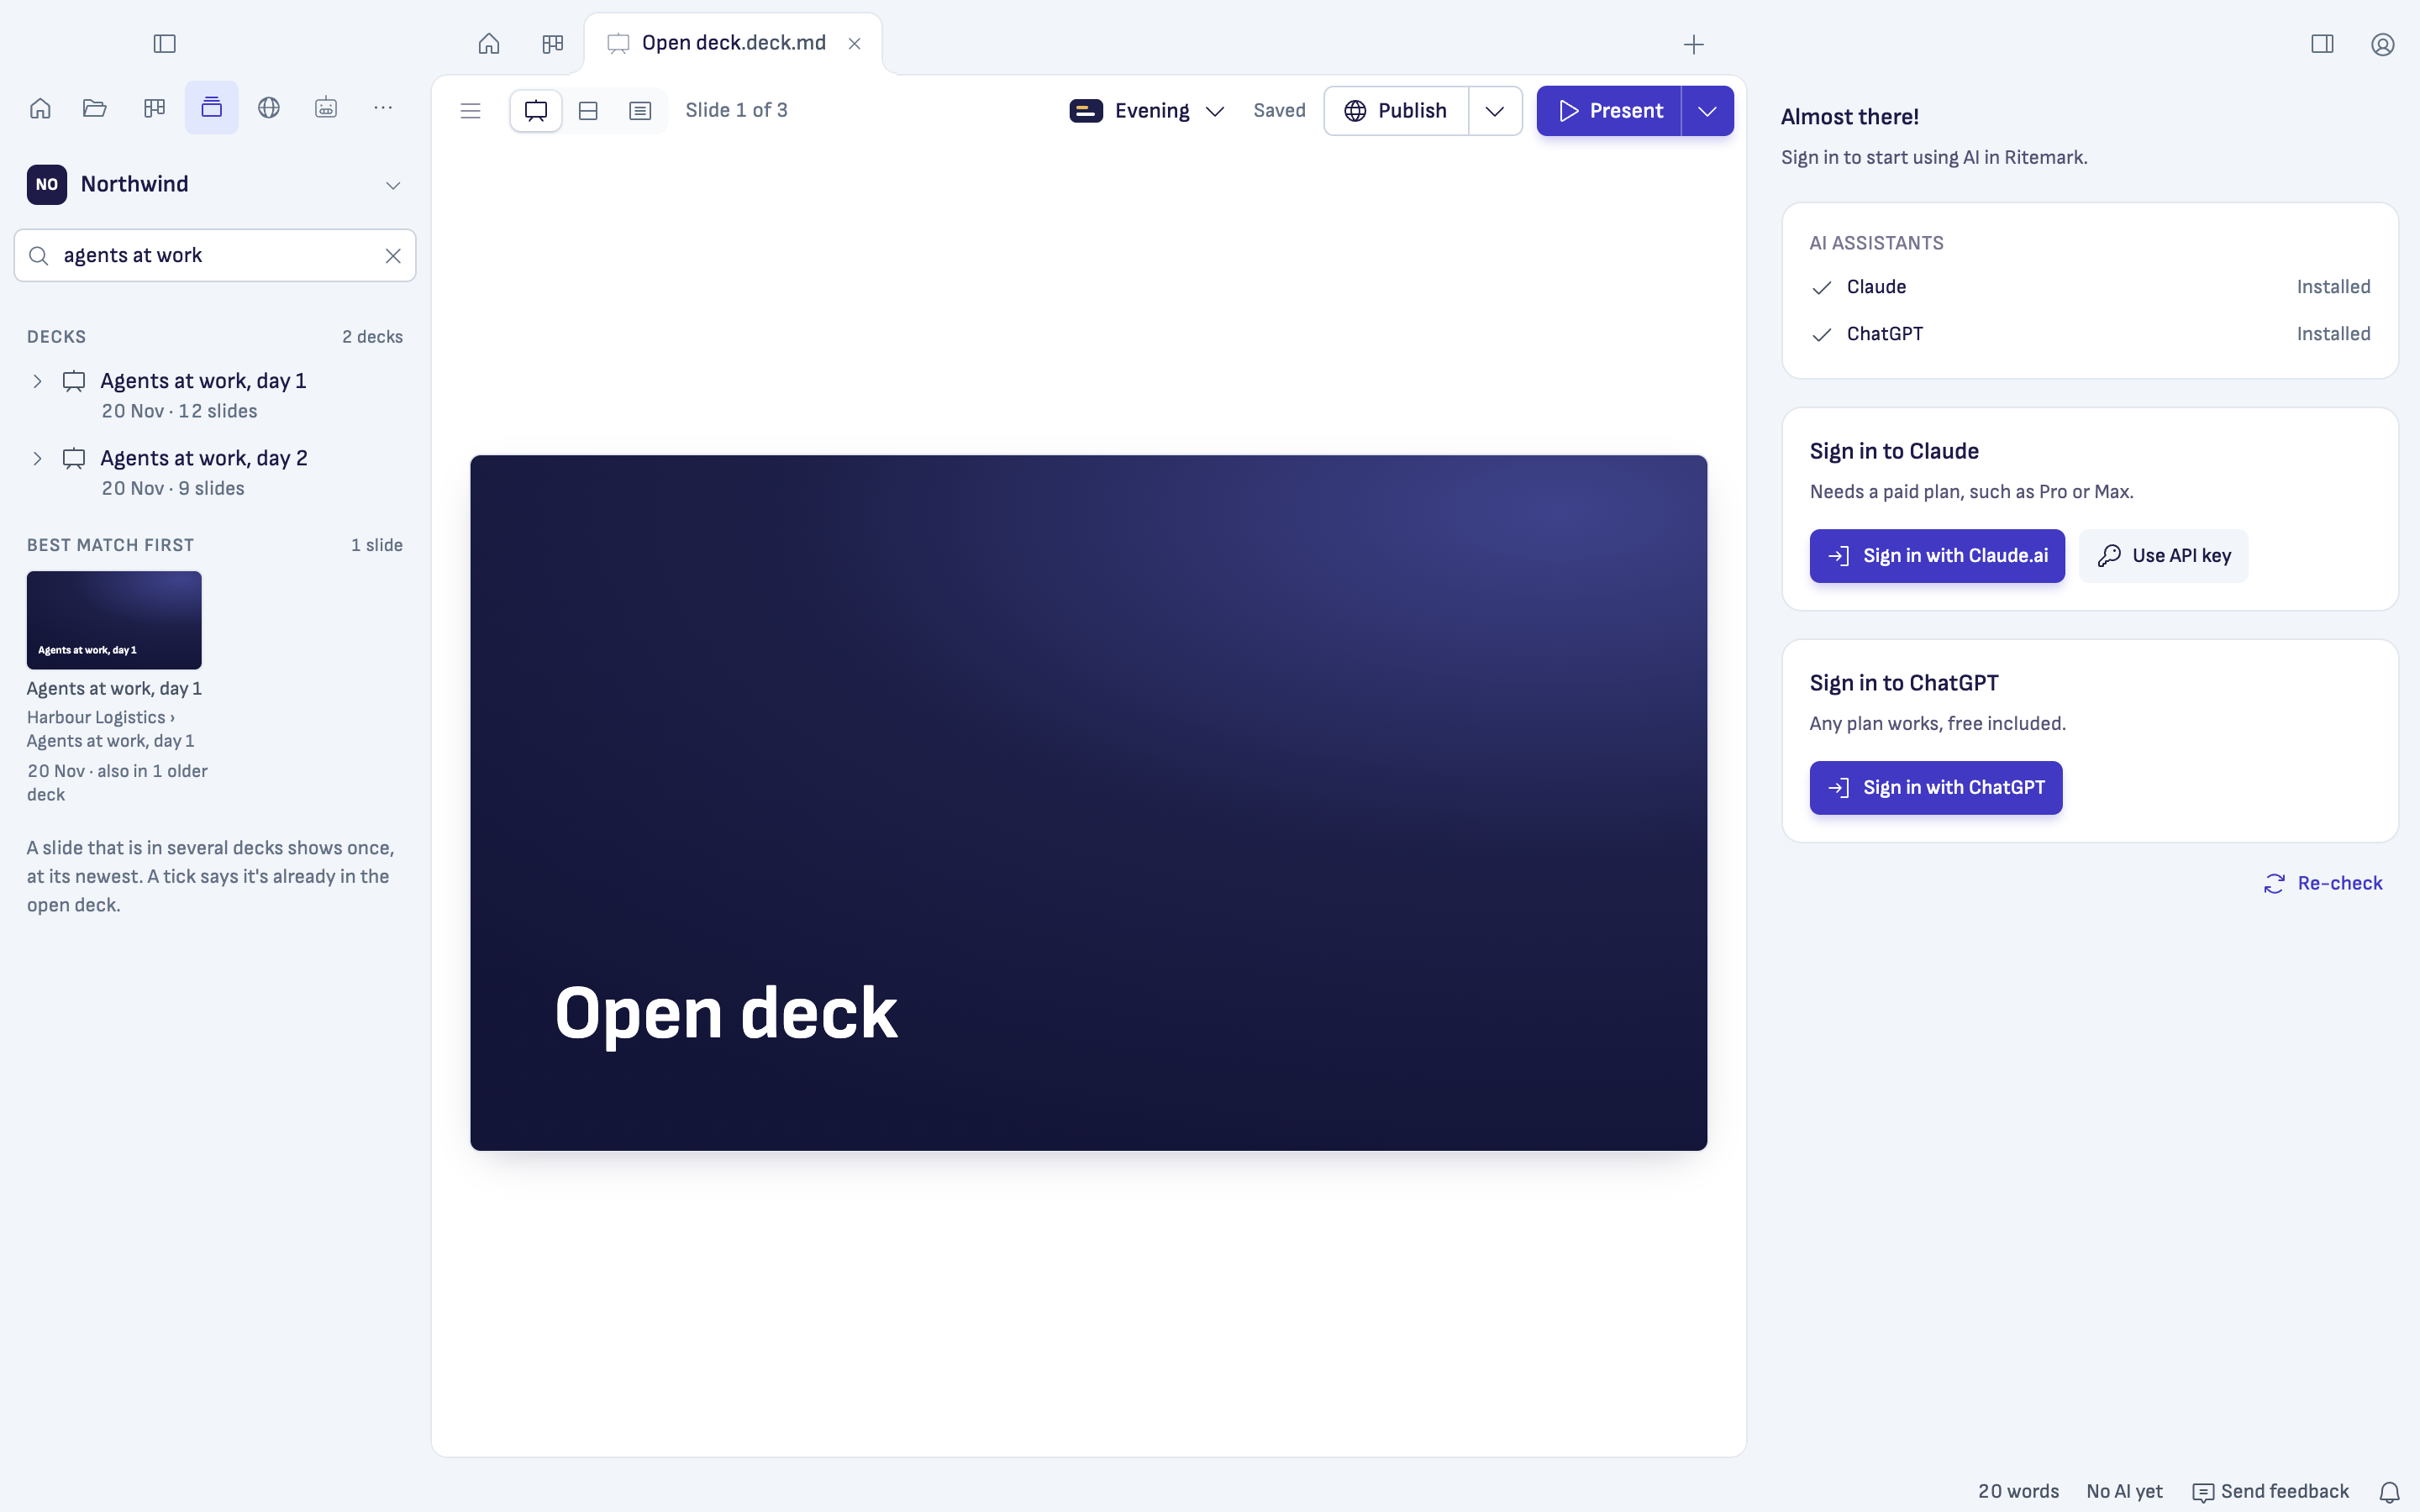 Open deck.deck.md
Slide 1 of 3
Evening
Saved
Publish
Present
NO
Northwind
agents at work
DECKS
2 decks
Agents at work, day 1
20 Nov · 12 slides
Agents at work, day 2
20 Nov · 9 slides
BEST MATCH FIRST
1 slide
Agents at work, day 1
Agents at work, day 1
Harbour Logistics ›
Agents at work, day 1
20 Nov · also in 1 older
deck
A slide that is in several decks shows once,
at its newest. A tick says it's already in the
open deck.
Open deck
Almost there!
Sign in to start using AI in Ritemark.
AI ASSISTANTS
Claude
Installed
ChatGPT
Installed
Sign in to Claude
Needs a paid plan, such as Pro or Max.
Sign in with Claude.ai
Use API key
Sign in to ChatGPT
Any plan works, free included.
Sign in with ChatGPT
Re-check
20 words
No AI yet
Send feedback